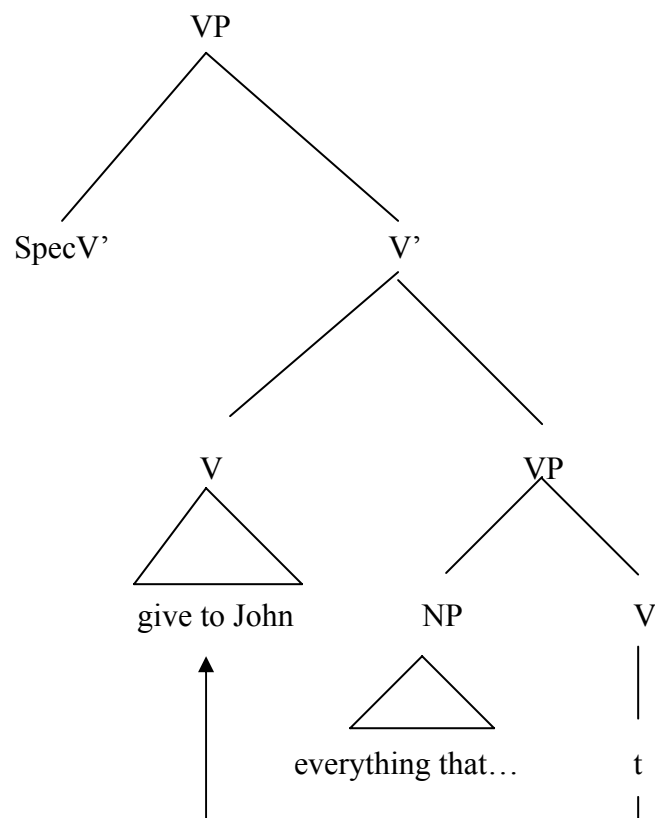 VP
SpecV’ V’
V VP
give to John NP V
everything that… t